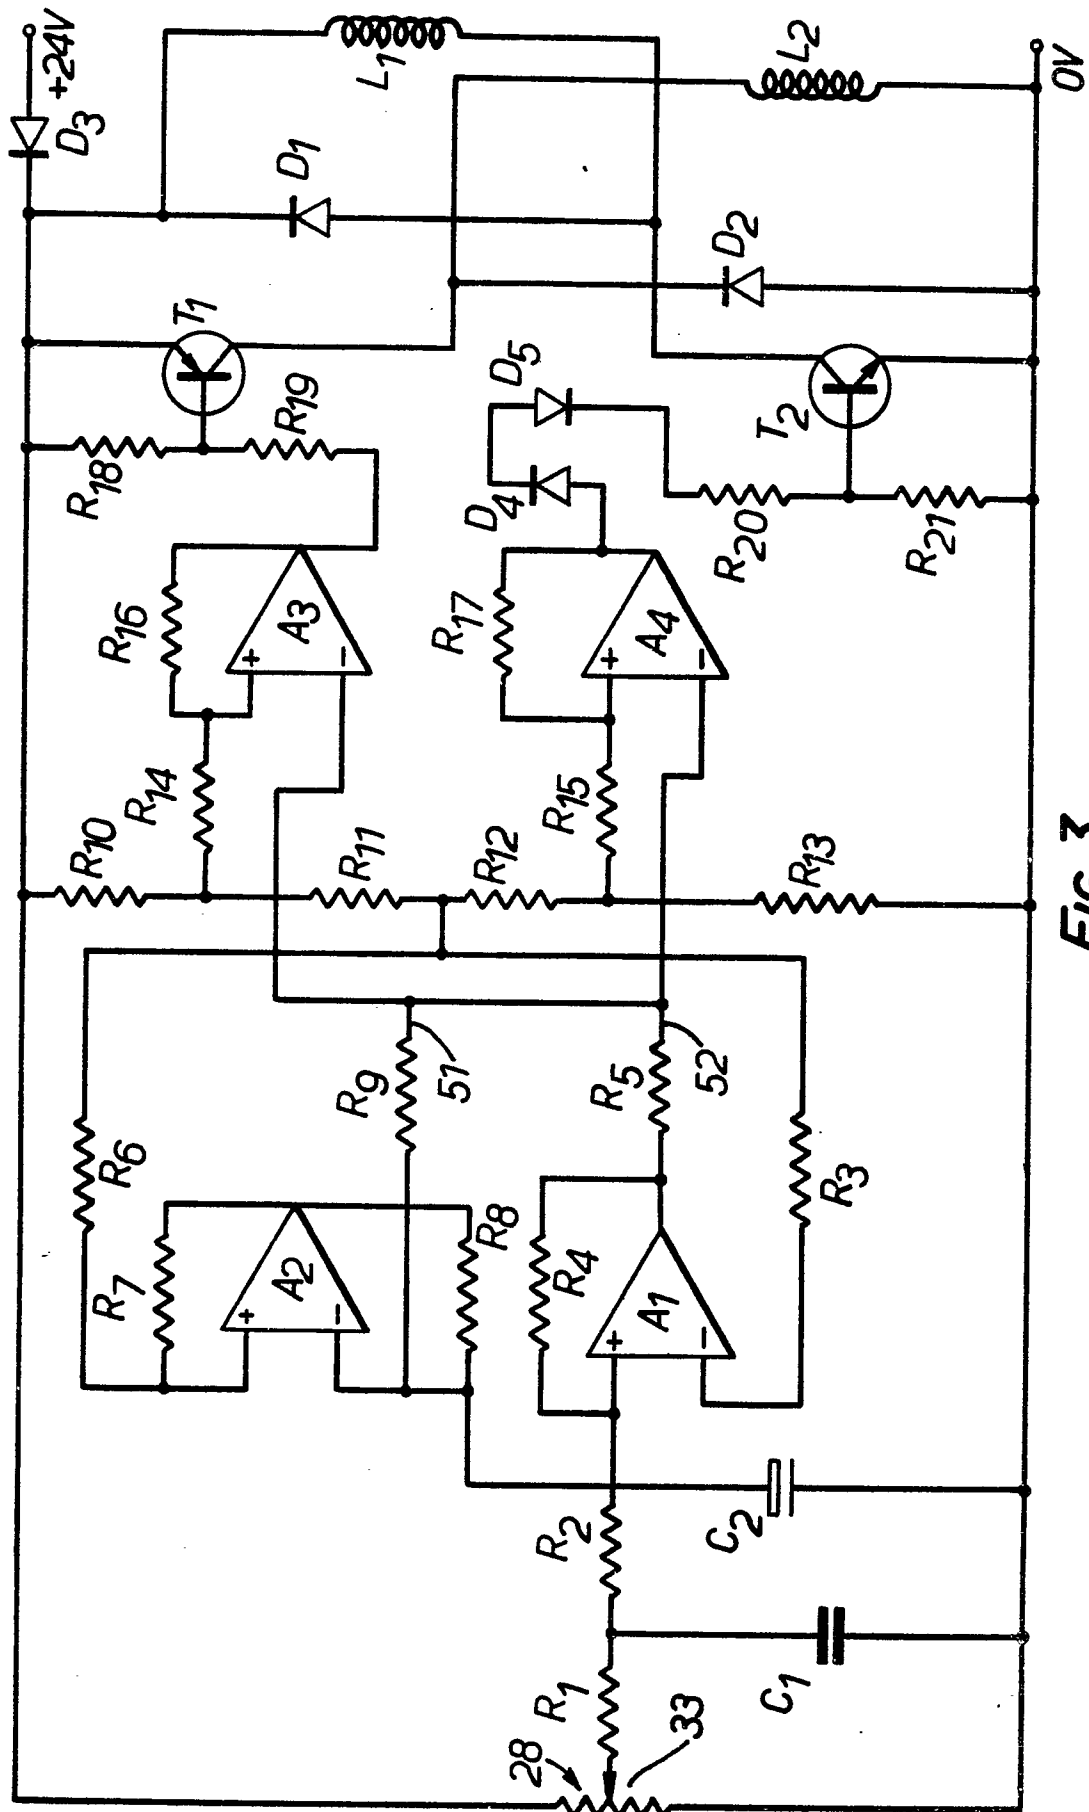 +24V
D3
L1
L2
0V
D1
D2
T1
D5
T2
R18
R19
D4
R20
R21
R16
A3
+
−
R17
A4
+
−
R14
R15
R10
R11
R12
R13
R9
51
R5
52
R6
R3
R7
A2
+
−
R8
R4
A1
+
−
R2
C2
R1
C1
28
33
FIG. 3